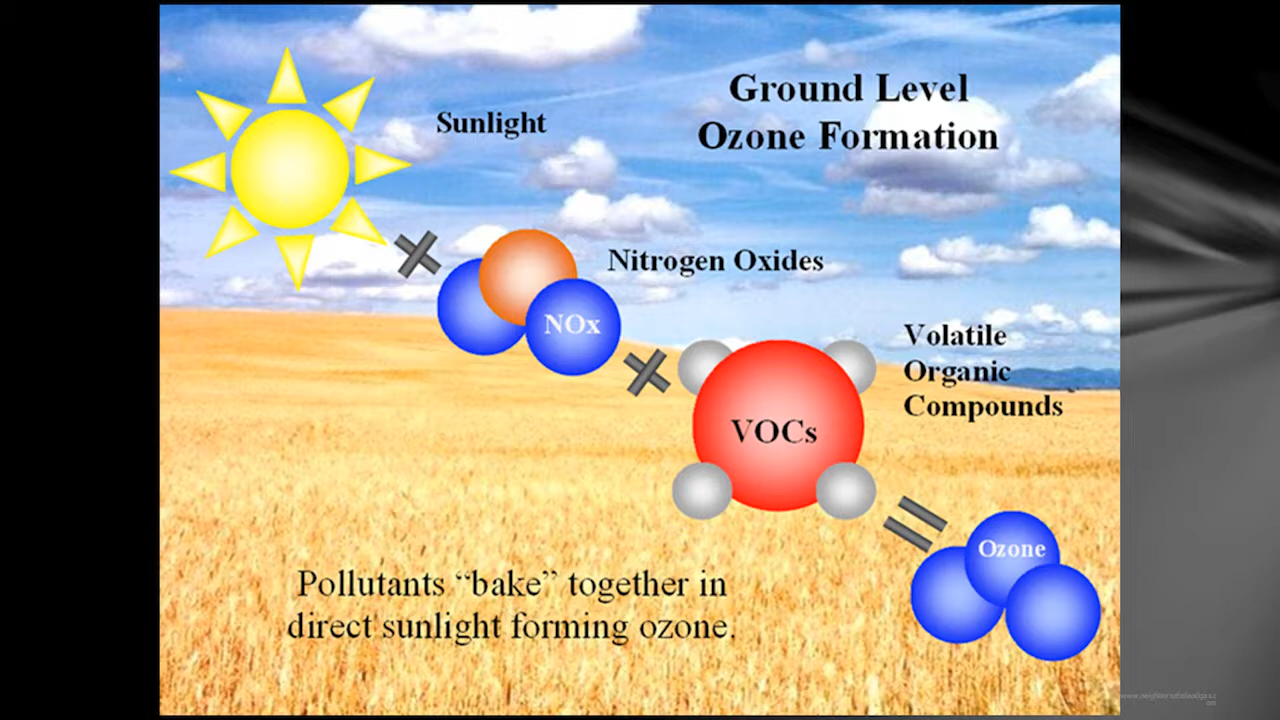 Ground Level
Ozone Formation
Sunlight
Nitrogen Oxides
NOx
Volatile
Organic
Compounds
VOCs
Ozone
Pollutants “bake” together in
direct sunlight forming ozone.